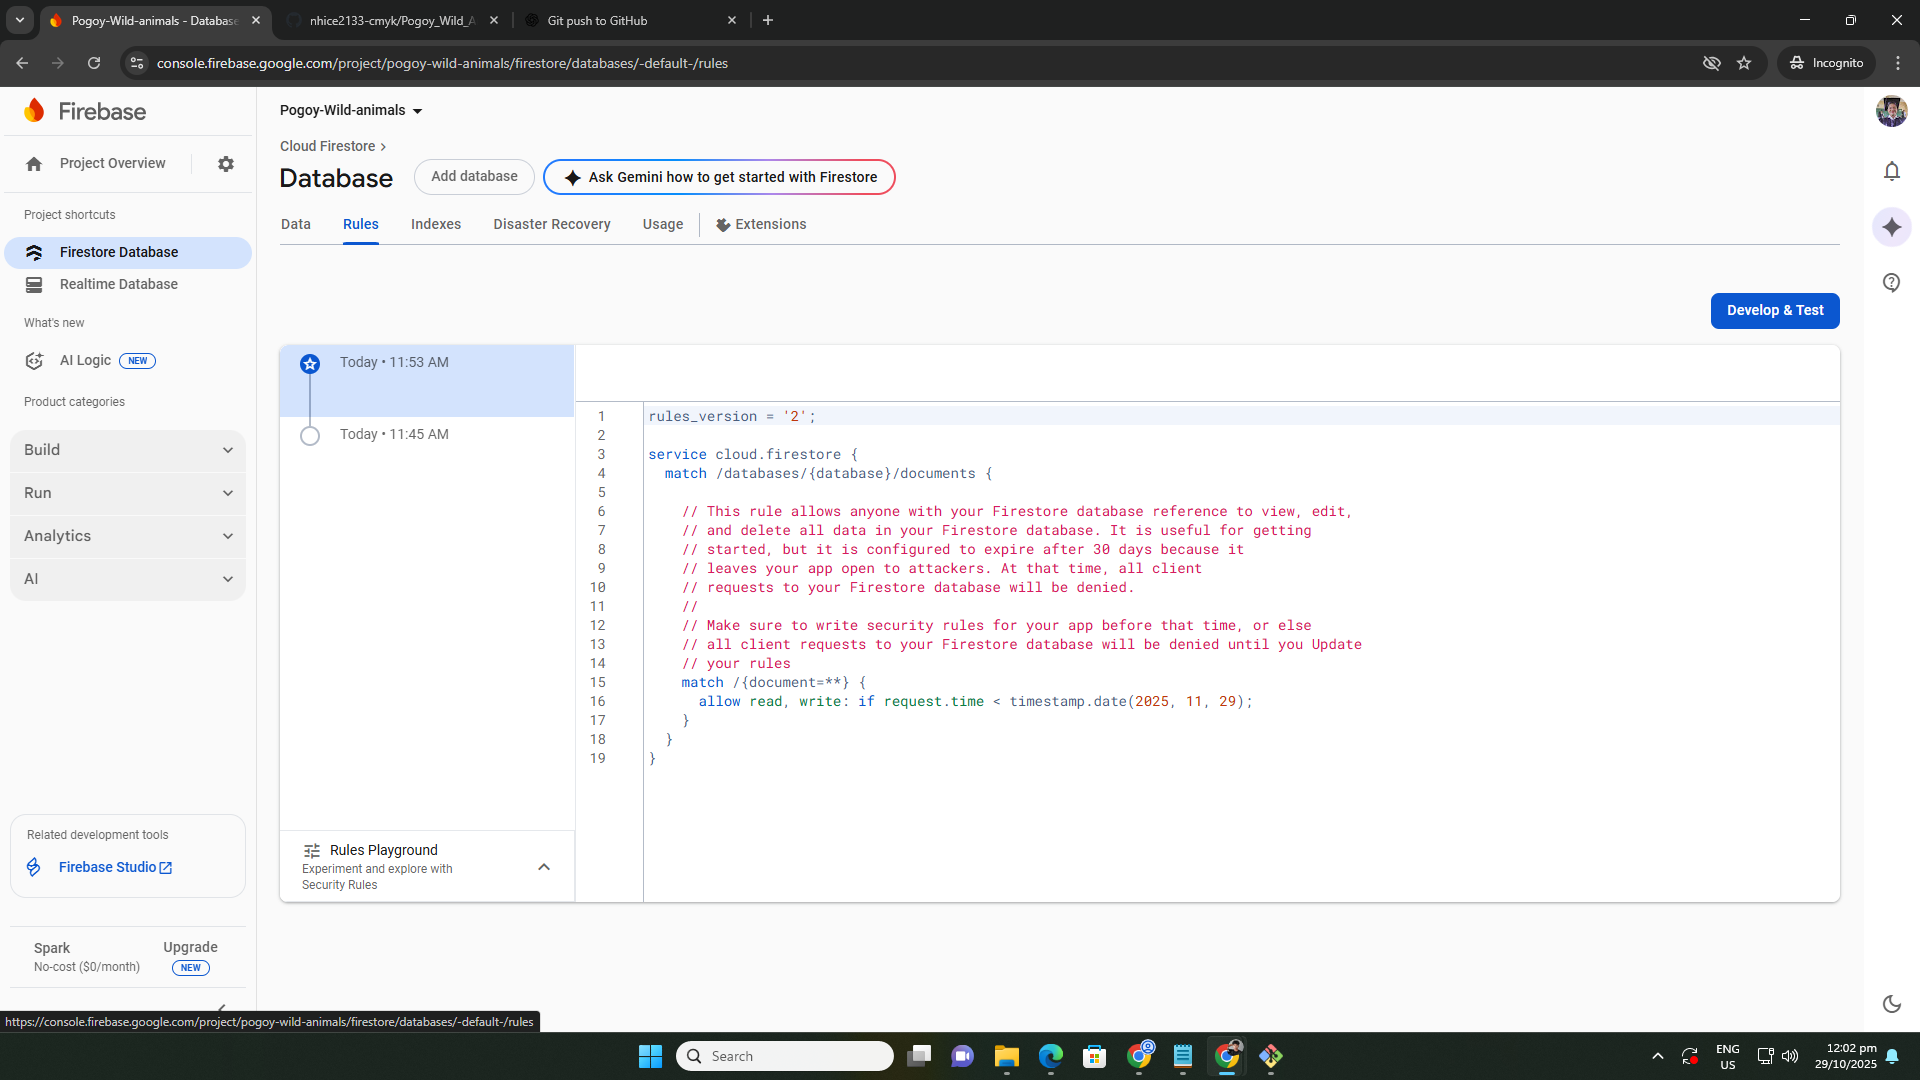 Pogoy-Wild-animals - Database
nhice2133-cmyk/Pogoy_Wild_A
Git push to GitHub
console.firebase.google.com/project/pogoy-wild-animals/firestore/databases/-default-/rules
Incognito
Firebase
Project Overview
Project shortcuts
Firestore Database
Realtime Database
What's new
AI Logic NEW
Product categories
Build
Run
Analytics
AI
Related development tools
Firebase Studio
Spark
No-cost ($0/month)
Upgrade
NEW
Pogoy-Wild-animals
Cloud Firestore
Database
Add database
Ask Gemini how to get started with Firestore
Data
Rules
Indexes
Disaster Recovery
Usage
Extensions
Develop & Test
Today • 11:53 AM
Today • 11:45 AM
Rules Playground
Experiment and explore with
Security Rules
1 rules_version = '2';
2
3 service cloud.firestore {
4 match /databases/{database}/documents {
5
6 // This rule allows anyone with your Firestore database reference to view, edit,
7 // and delete all data in your Firestore database. It is useful for getting
8 // started, but it is configured to expire after 30 days because it
9 // leaves your app open to attackers. At that time, all client
10 // requests to your Firestore database will be denied.
11 //
12 // Make sure to write security rules for your app before that time, or else
13 // all client requests to your Firestore database will be denied until you Update
14 // your rules
15 match /{document=**} {
16 allow read, write: if request.time < timestamp.date(2025, 11, 29);
17 }
18 }
19 }
https://console.firebase.google.com/project/pogoy-wild-animals/firestore/databases/-default-/rules
Search
ENG
US
12:02 pm
29/10/2025